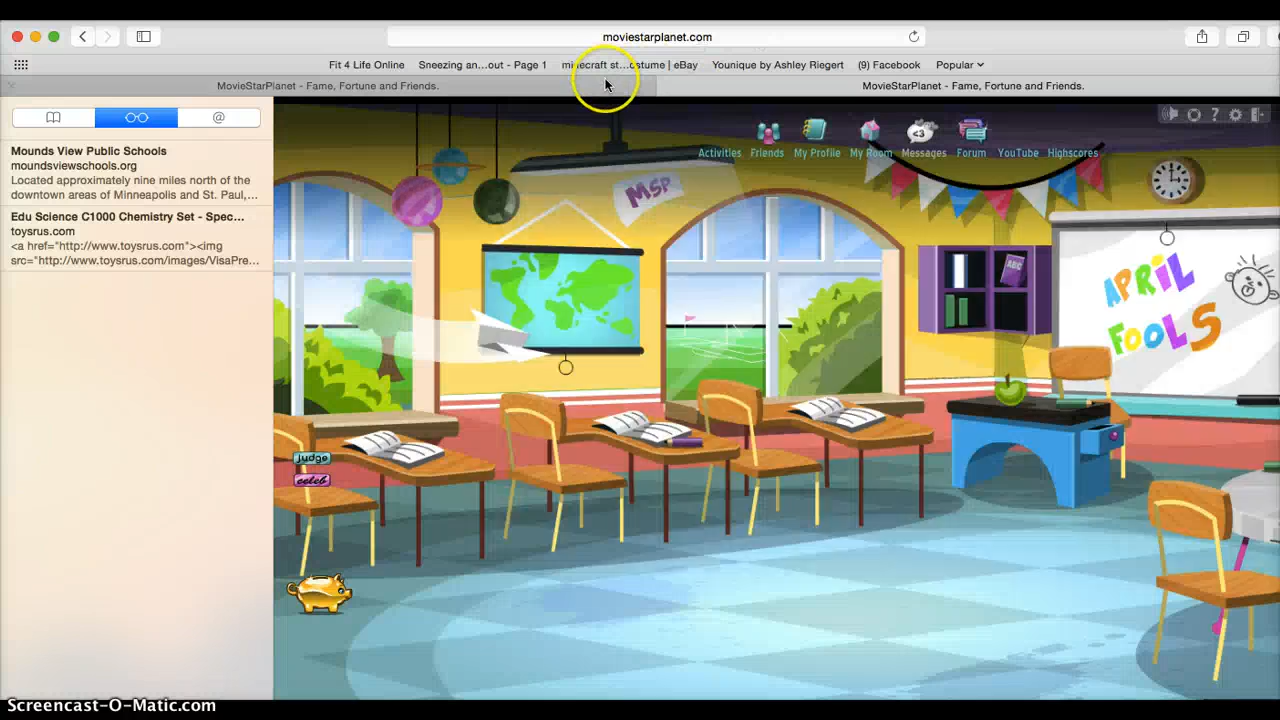 moviestarplanet.com
Fit 4 Life Online Sneezing an...out - Page 1 minecraft st...ostume | eBay Younique by Ashley Riegert (9) Facebook Popular
MovieStarPlanet - Fame, Fortune and Friends. MovieStarPlanet - Fame, Fortune and Friends.
@
Mounds View Public Schools
moundsviewschools.org
Located approximately nine miles north of the
downtown areas of Minneapolis and St. Paul,...
Edu Science C1000 Chemistry Set - Spec...
toysrus.com
<a href="http://www.toysrus.com"><img
src="http://www.toysrus.com/images/VisaPre...
<3 ?
Activities Friends My Profile My Room Messages Forum YouTube Highscores
MSP
ABC
APRIL
FOOLS
judge
celeb
Screencast-O-Matic.com